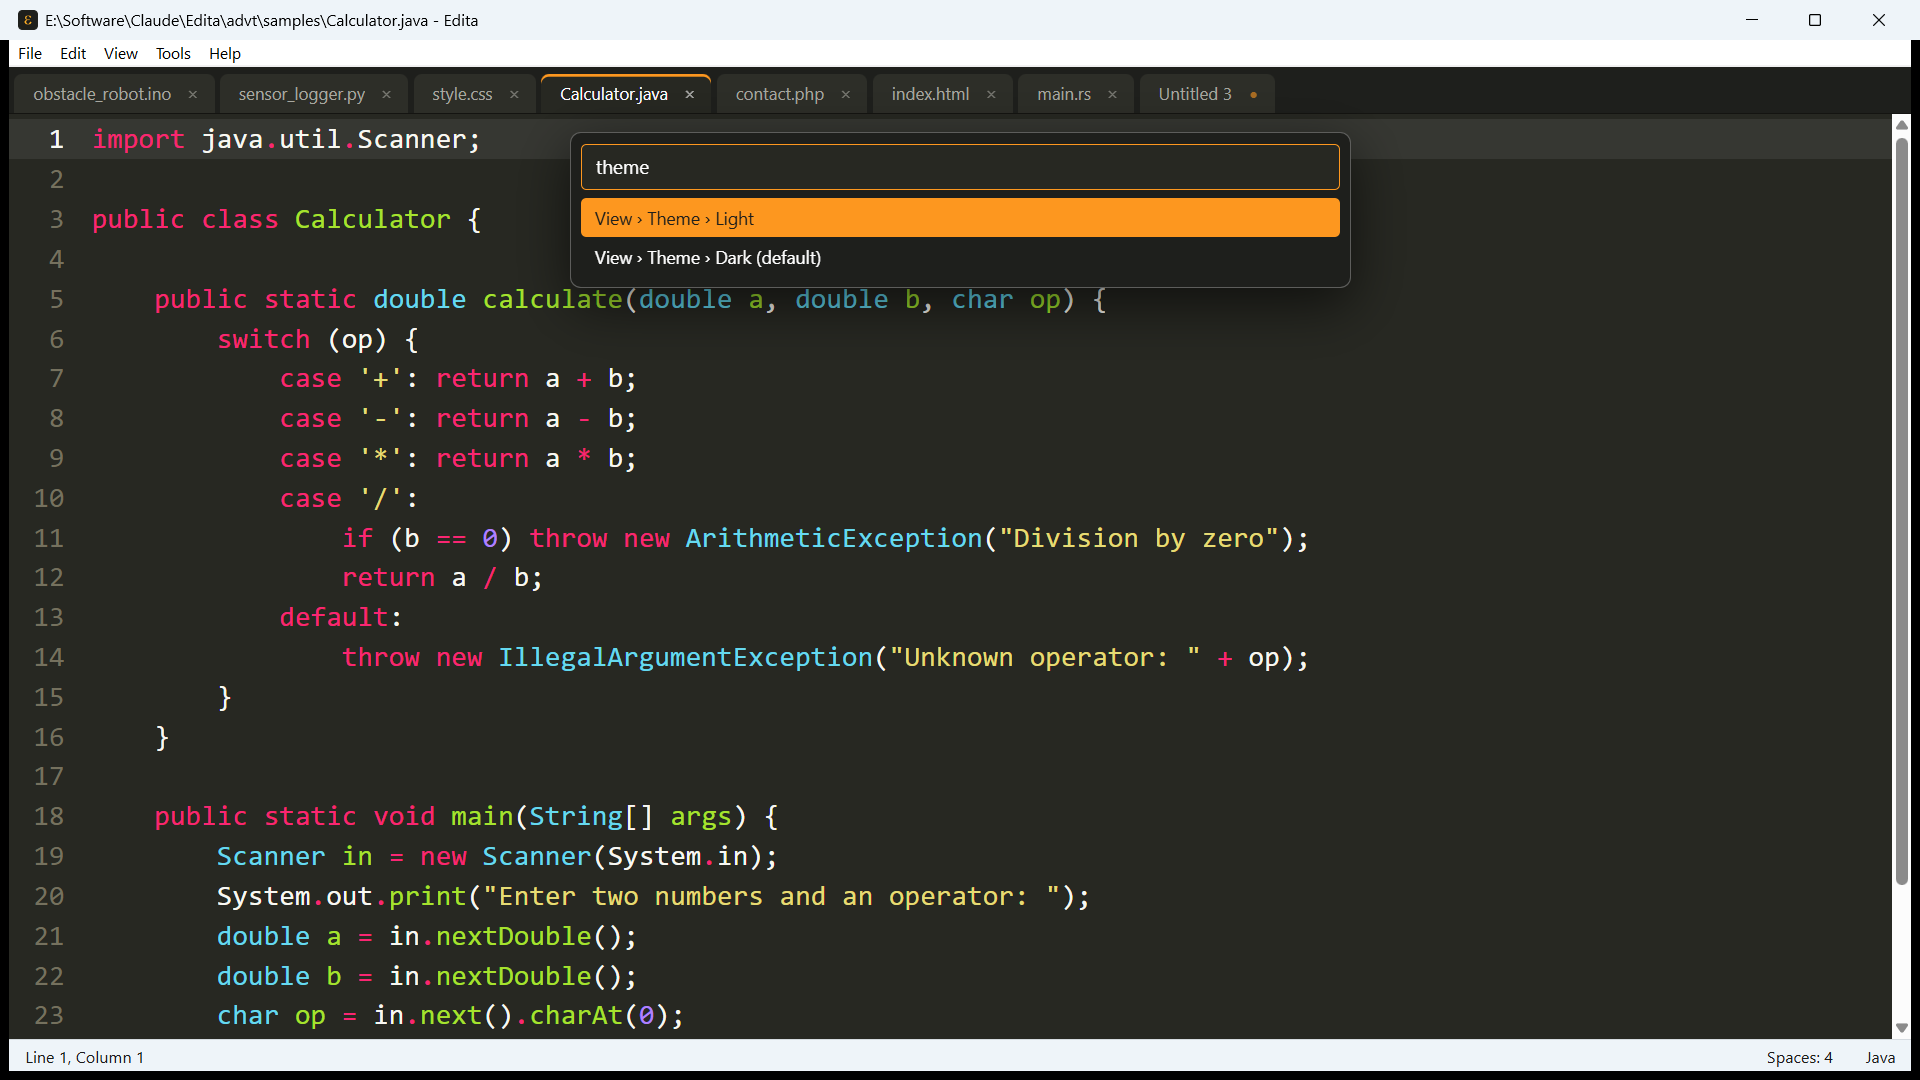 E:\Software\Claude\Edita\advt\samples\Calculator.java - Edita
File Edit View Tools Help
obstacle_robot.ino × sensor_logger.py × style.css × Calculator.java × contact.php × index.html × main.rs × Untitled 3 •
theme
View › Theme › Light
View › Theme › Dark (default)
1 import java.util.Scanner;
2
3 public class Calculator {
4
5     public static double calculate(double a, double b, char op) {
6         switch (op) {
7             case '+': return a + b;
8             case '-': return a - b;
9             case '*': return a * b;
10             case '/':
11                 if (b == 0) throw new ArithmeticException("Division by zero");
12                 return a / b;
13             default:
14                 throw new IllegalArgumentException("Unknown operator: " + op);
15         }
16     }
17
18     public static void main(String[] args) {
19         Scanner in = new Scanner(System.in);
20         System.out.print("Enter two numbers and an operator: ");
21         double a = in.nextDouble();
22         double b = in.nextDouble();
23         char op = in.next().charAt(0);
Line 1, Column 1 Spaces: 4 Java